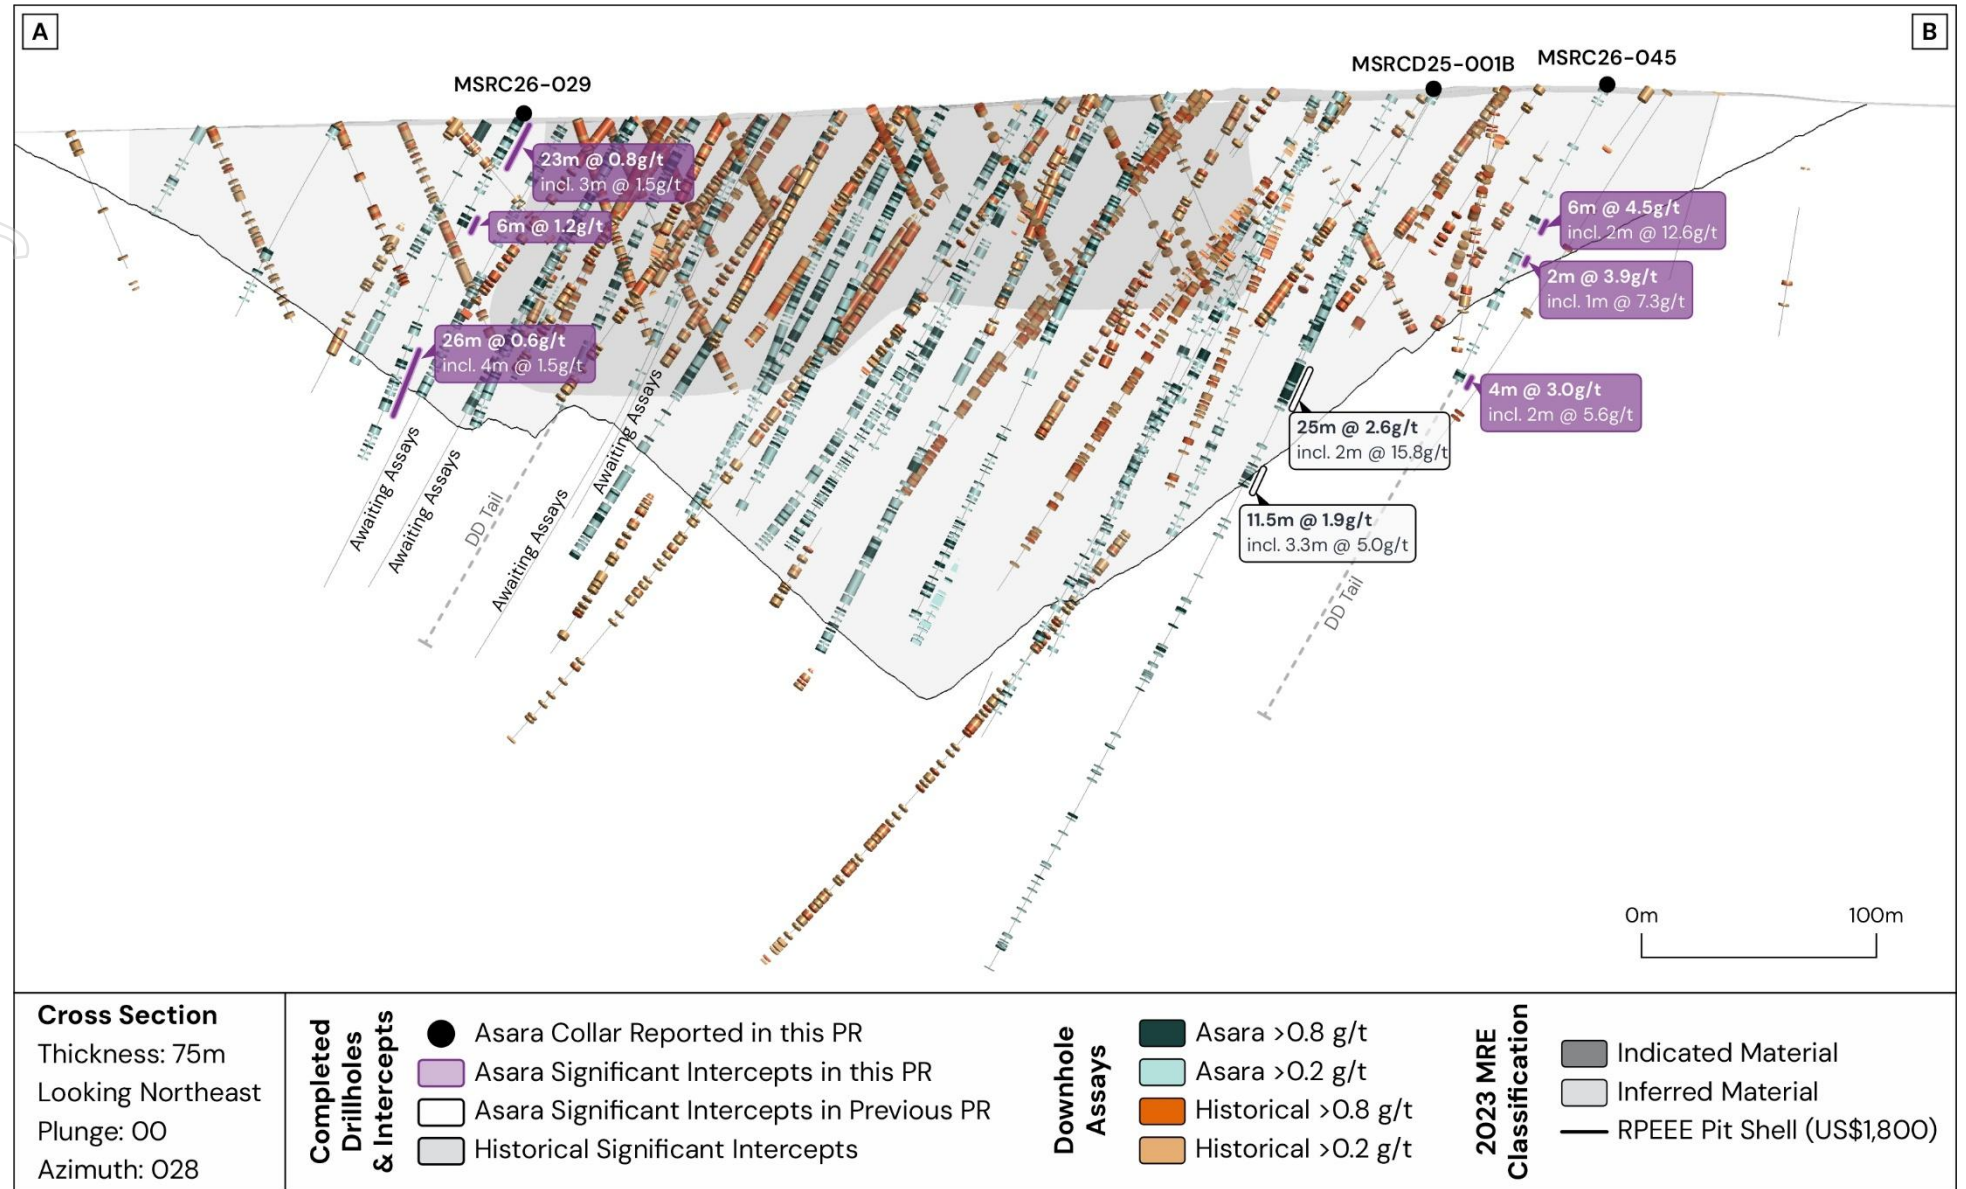 A
B
MSRC26-029
MSRCD25-001B
MSRC26-045
23m @ 0.8g/t
incl. 3m @ 1.5g/t
6m @ 1.2g/t
26m @ 0.6g/t
incl. 4m @ 1.5g/t
6m @ 4.5g/t
incl. 2m @ 12.6g/t
2m @ 3.9g/t
incl. 1m @ 7.3g/t
4m @ 3.0g/t
incl. 2m @ 5.6g/t
25m @ 2.6g/t
incl. 2m @ 15.8g/t
11.5m @ 1.9g/t
incl. 3.3m @ 5.0g/t
Awaiting Assays
Awaiting Assays
DD Tail
Awaiting Assays
Awaiting Assays
DD Tail
0m
100m
Cross Section
Thickness: 75m
Looking Northeast
Plunge: 00
Azimuth: 028
Completed
Drillholes
& Intercepts
Asara Collar Reported in this PR
Asara Significant Intercepts in this PR
Asara Significant Intercepts in Previous PR
Historical Significant Intercepts
Downhole
Assays
Asara >0.8 g/t
Asara >0.2 g/t
Historical >0.8 g/t
Historical >0.2 g/t
2023 MRE
Classification
Indicated Material
Inferred Material
RPEEE Pit Shell (US$1,800)